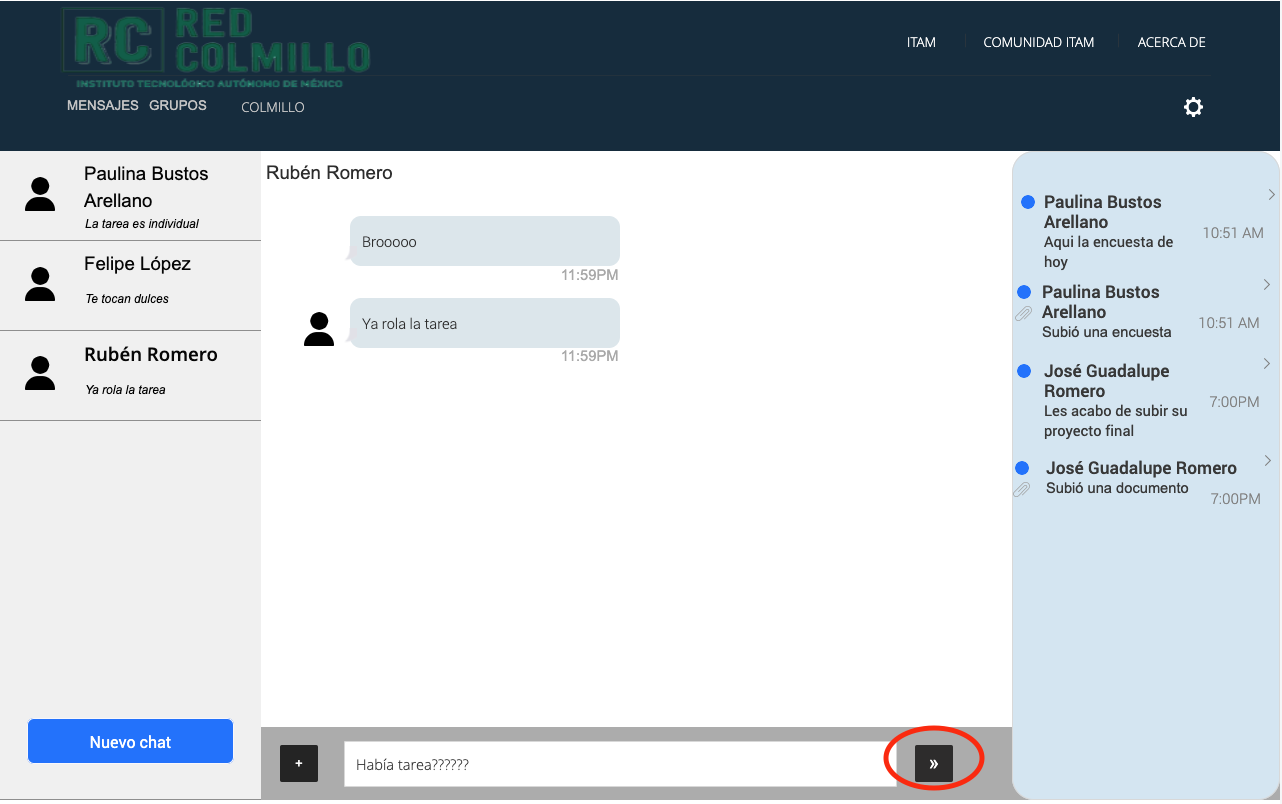 RC RED
COLMILLO
INSTITUTO TECNOLÓGICO AUTÓNOMO DE MÉXICO
ITAM COMUNIDAD ITAM ACERCA DE
MENSAJES GRUPOS COLMILLO
Paulina Bustos
Arellano
La tarea es individual
Felipe López
Te tocan dulces
Rubén Romero
Ya rola la tarea
Nuevo chat
Rubén Romero
Brooooo
11:59PM
Ya rola la tarea
11:59PM
+ Había tarea?????? »
Paulina Bustos
Arellano
10:51 AM
Aqui la encuesta de
hoy
Paulina Bustos
Arellano
10:51 AM
Subió una encuesta
José Guadalupe
Romero
7:00PM
Les acabo de subir su
proyecto final
José Guadalupe Romero
Subió una documento
7:00PM